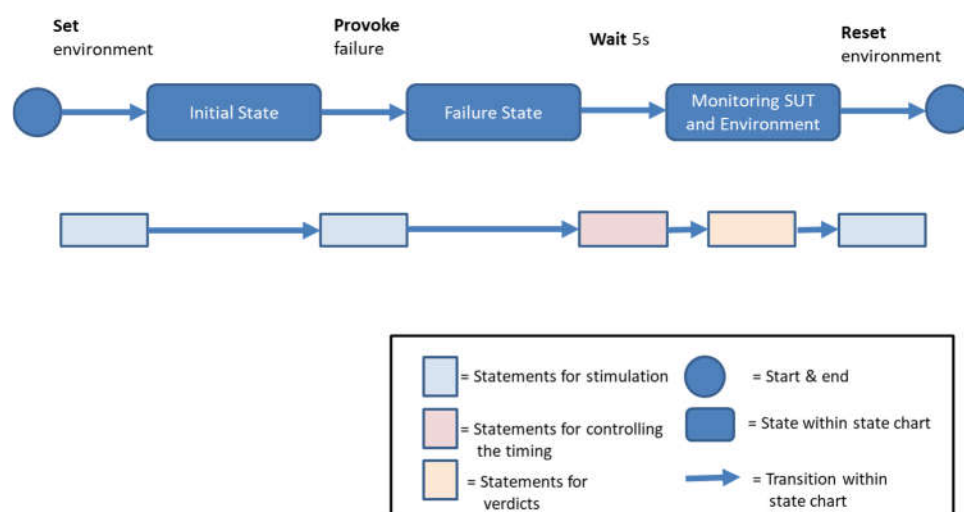 Set
environment
Provoke
failure
Wait 5s
Reset
environment
Initial State
Failure State
Monitoring SUT
and Environment
= Statements for stimulation
= Start & end
= Statements for controlling
the timing
= State within state chart
= Statements for
verdicts
= Transition within
state chart